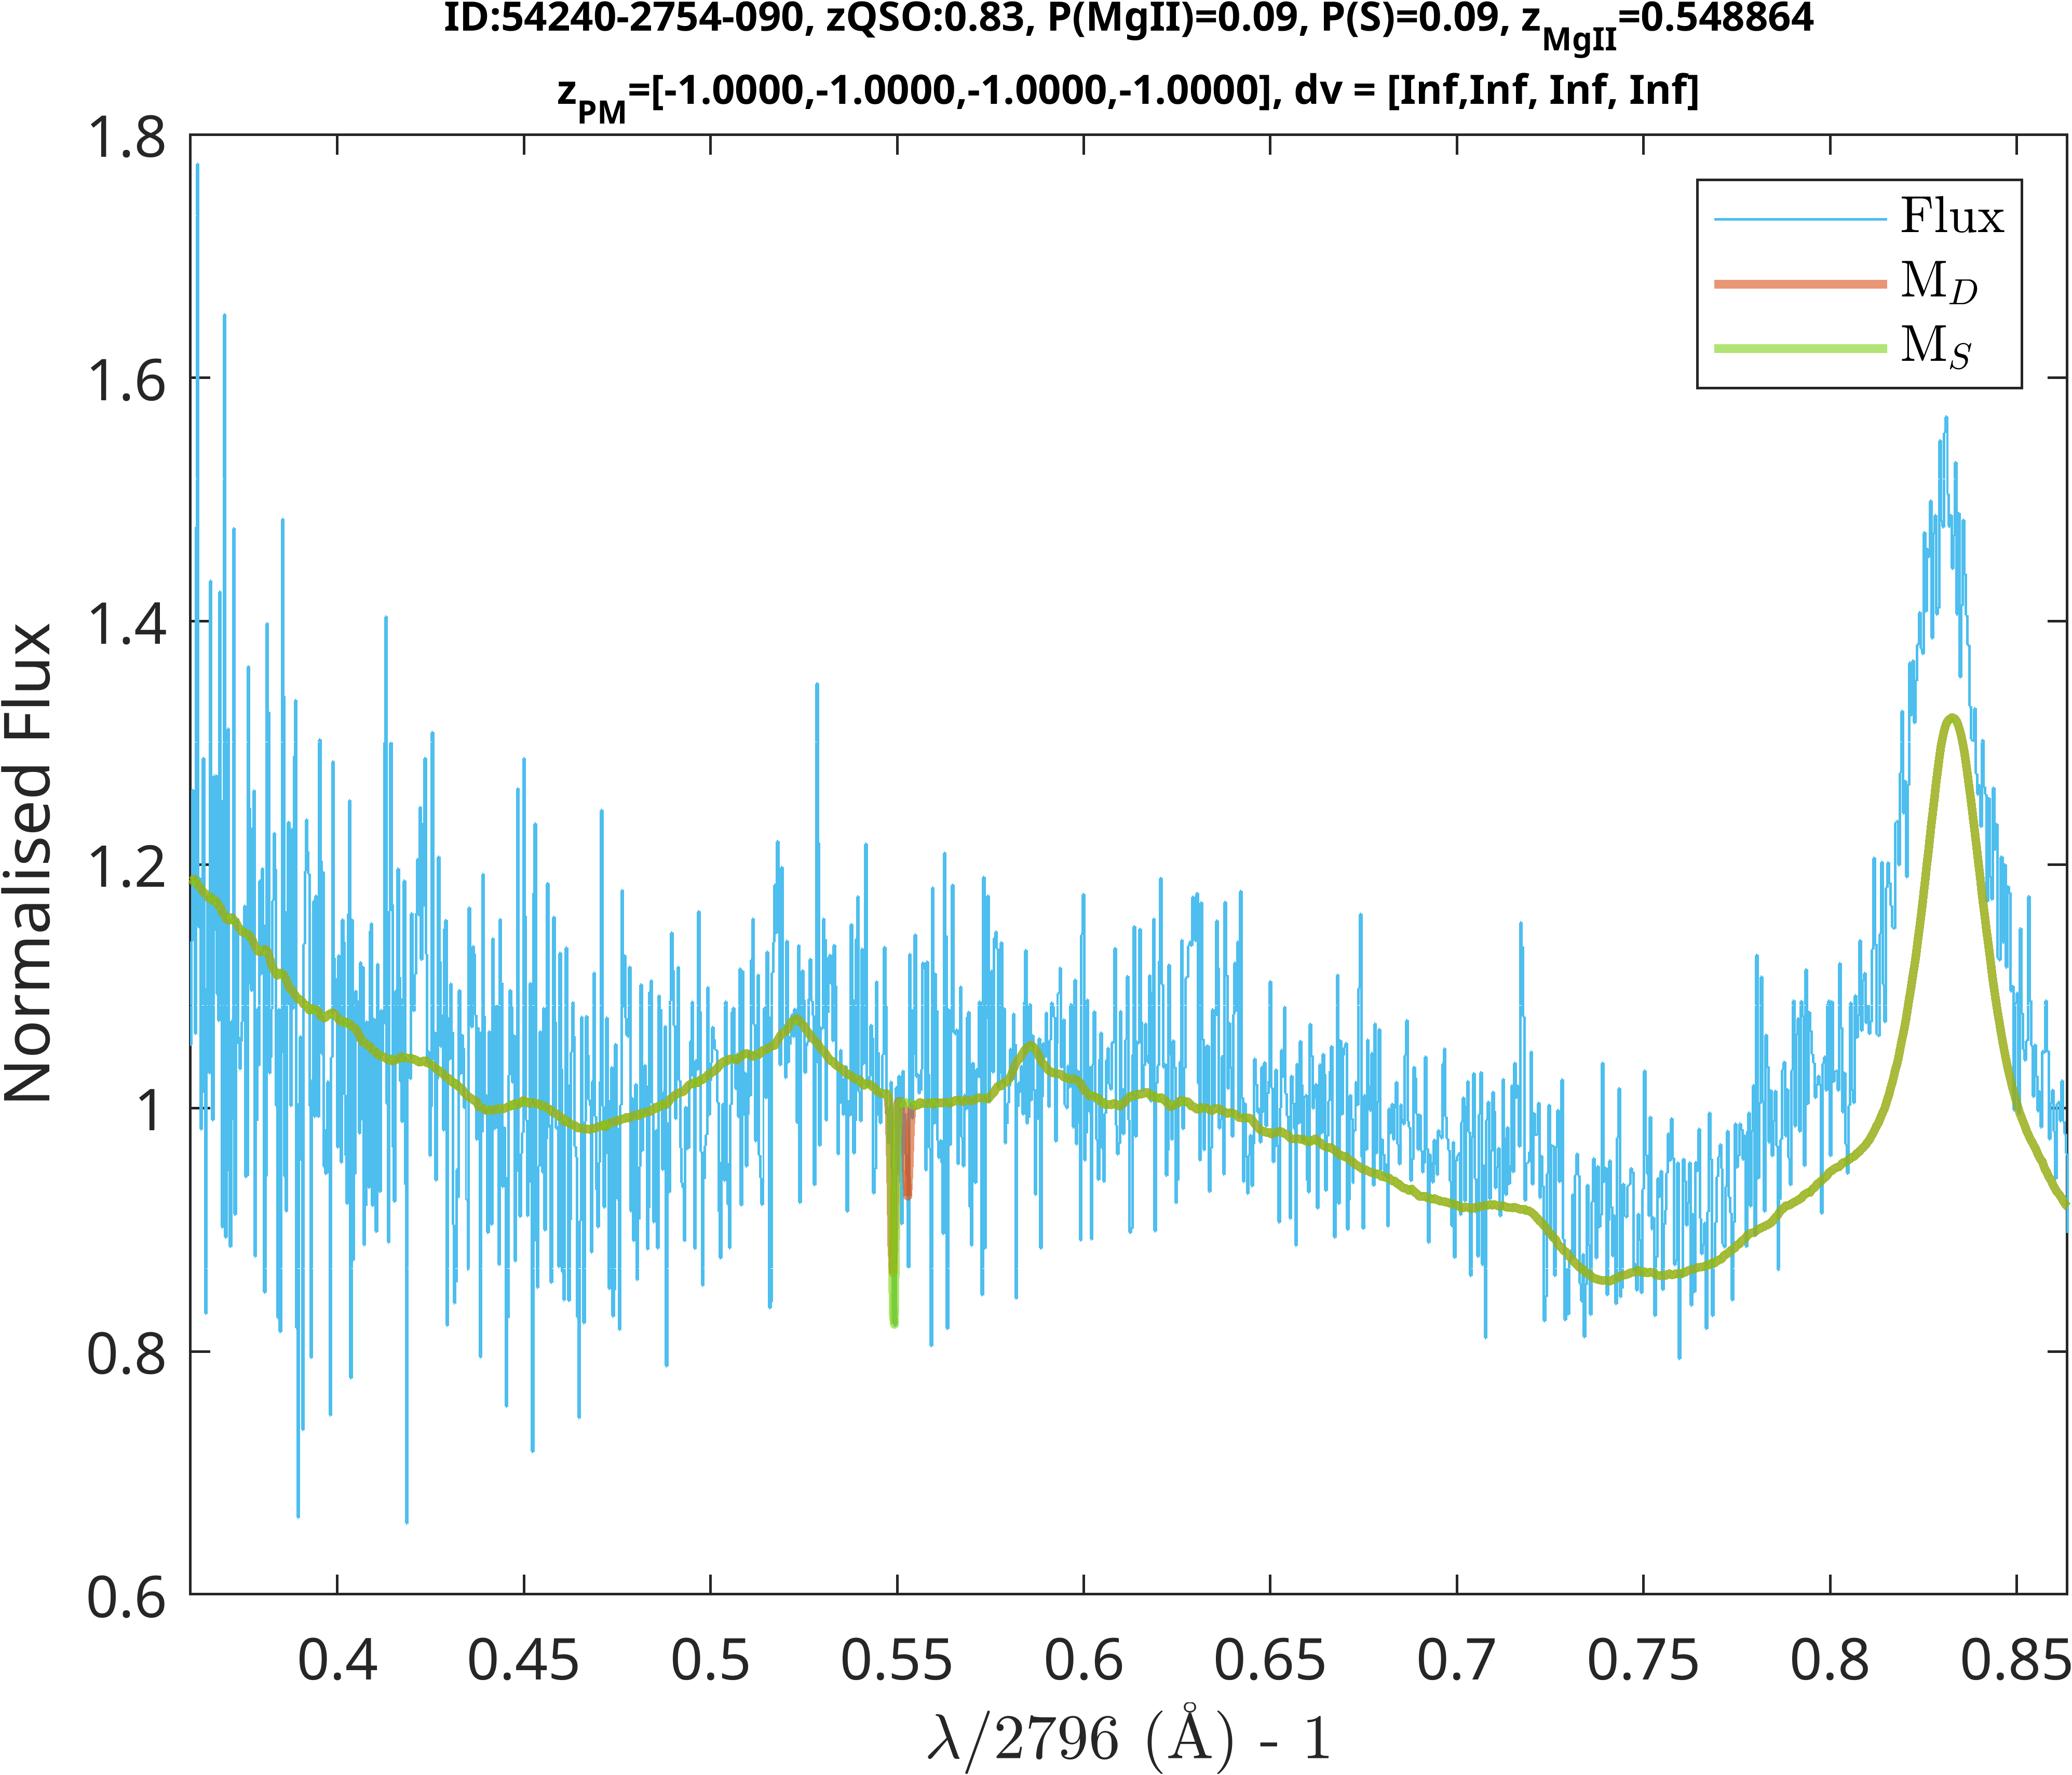 ID:54240-2754-090, zQSO:0.83, P(MgII)=0.09, P(S)=0.09, zMgII=0.548864
zPM=[-1.0000,-1.0000,-1.0000,-1.0000], dv = [Inf,Inf, Inf, Inf]
1.8
1.6
1.4
1.2
1
0.8
0.6
Normalised Flux
Flux
MD
MS
0.4 0.45 0.5 0.55 0.6 0.65 0.7 0.75 0.8 0.85
λ/2796 (Å) - 1